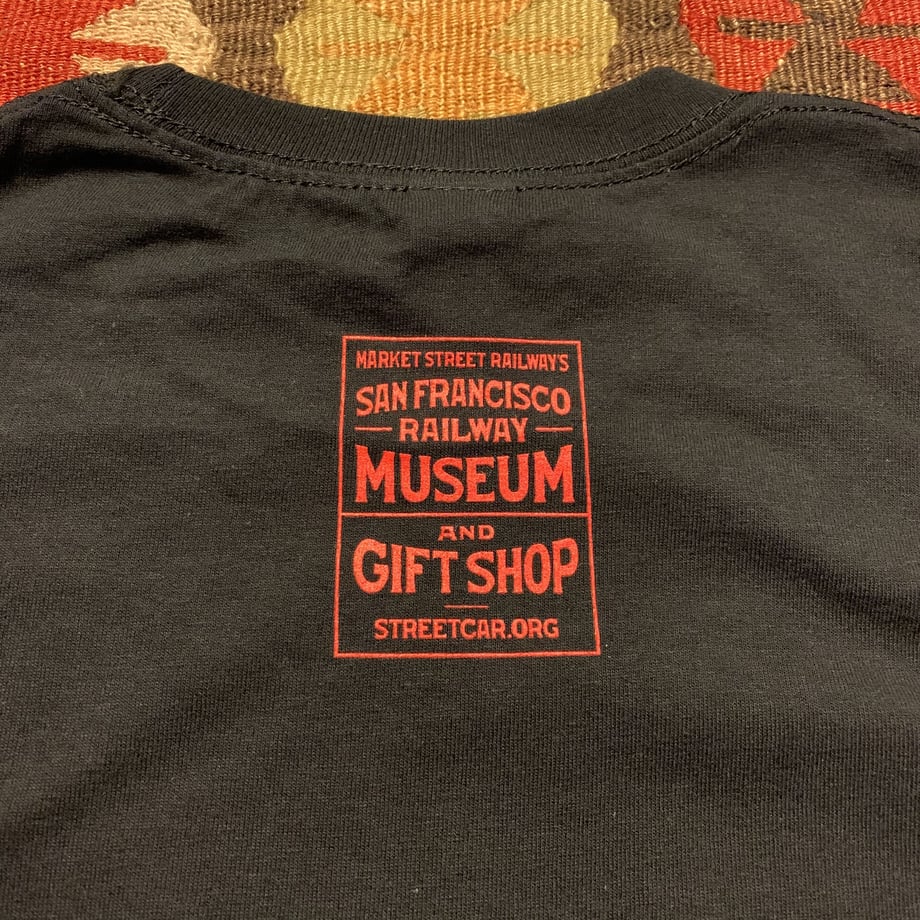 MARKET STREET RAILWAY'S
SAN FRANCISCO
RAILWAY
MUSEUM
AND
GIFT SHOP
STREETCAR.ORG